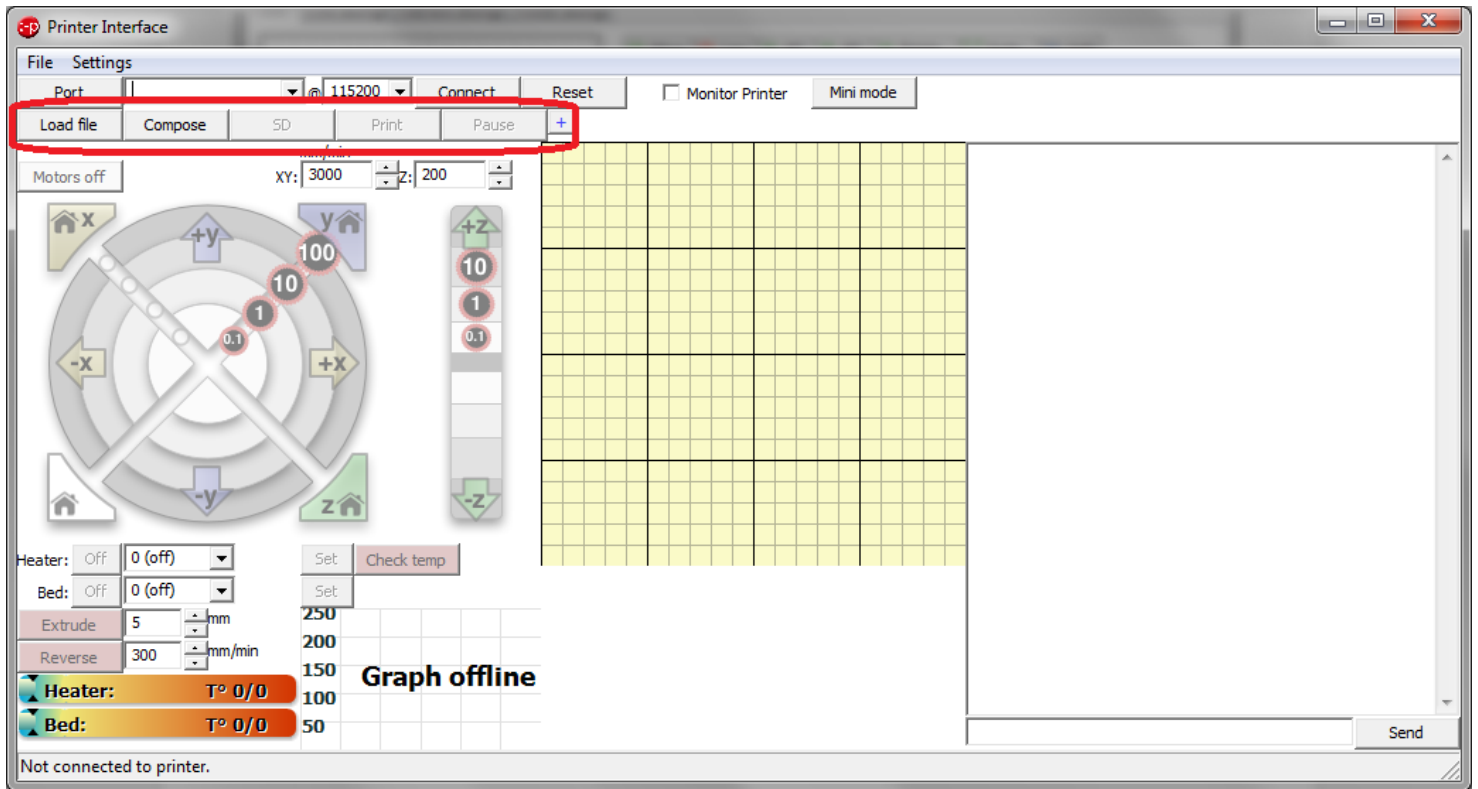 Printer Interface
File Settings
Port @ 115200 Connect Reset Monitor Printer Mini mode
Load file Compose SD Print Pause +
mm/min
Motors off XY: 3000 Z: 200
x +y y +z
100
10 10
1 1
0.1 0.1
-x +x
-y z -z
Heater: Off 0 (off) Set Check temp
Bed: Off 0 (off) Set
Extrude 5 mm 250
200
Reverse 300 mm/min
150
Graph offline
Heater: T° 0/0 100
Bed: T° 0/0 50
Send
Not connected to printer.